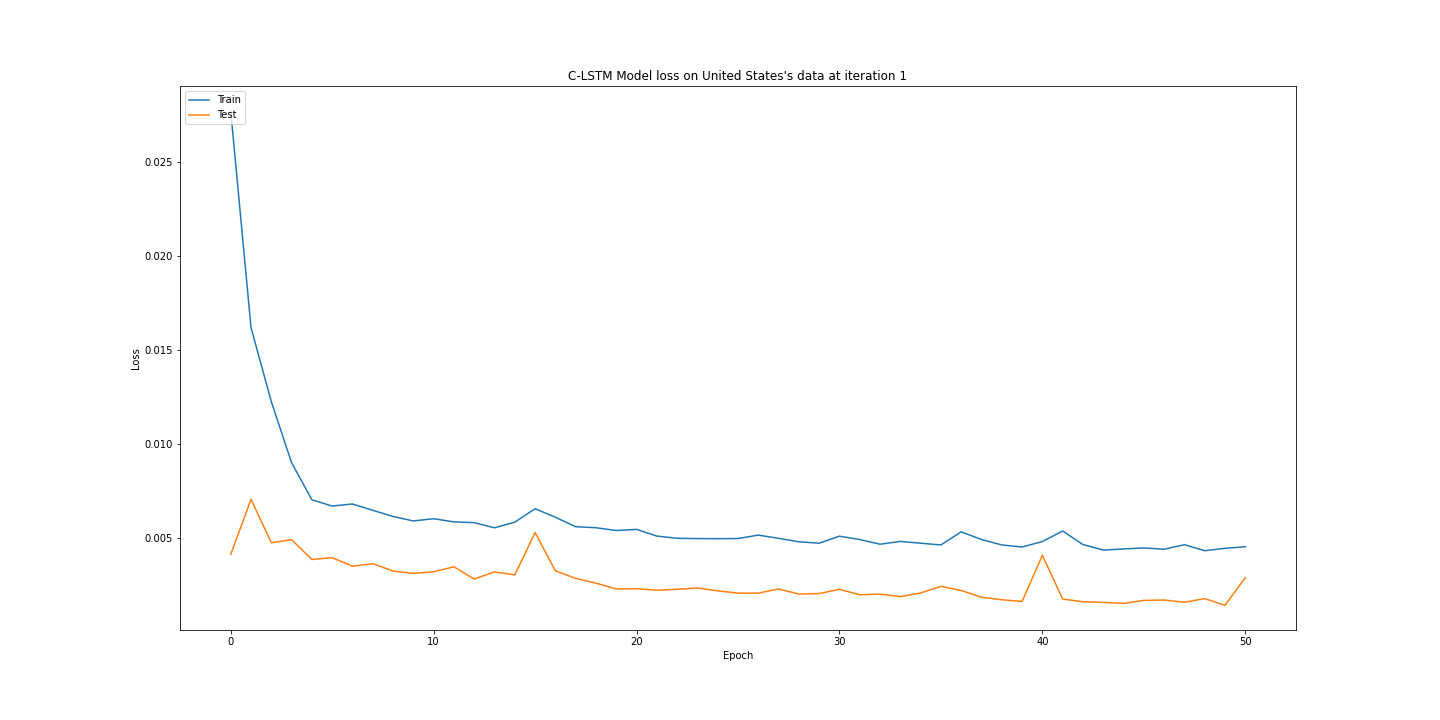 C-LSTM Model loss on United States's data at iteration 1
Train
Test
0.025
0.020
0.015
0.010
0.005
Loss
0 10 20 30 40 50
Epoch